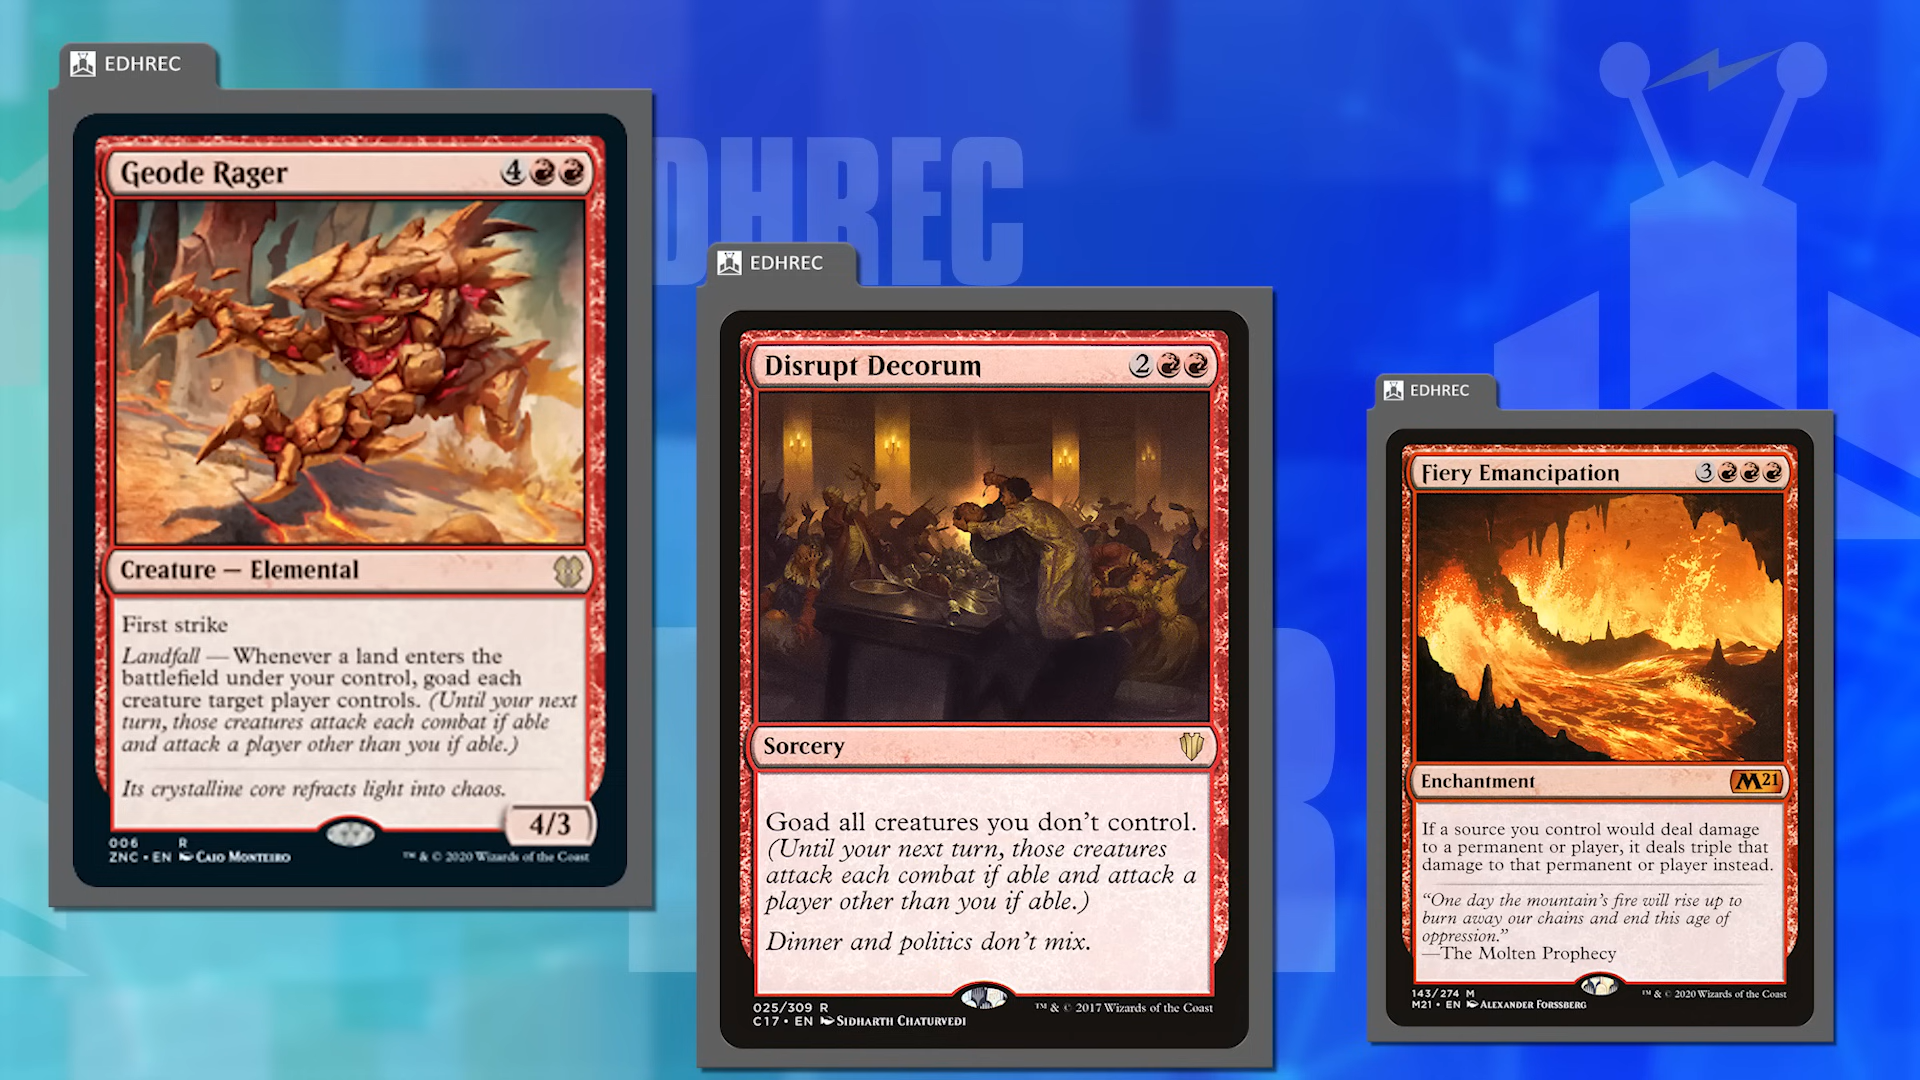 EDHREC
Geode Rager
4
Creature — Elemental
First strike
Landfall — Whenever a land enters the
battlefield under your control, goad each
creature target player controls. (Until your next
turn, those creatures attack each combat if able
and attack a player other than you if able.)
Its crystalline core refracts light into chaos.
4/3
006 R
ZNC • EN CAIO MONTEIRO
™ & © 2020 Wizards of the Coast
DHREC
EDHREC
Disrupt Decorum
2
Sorcery
Goad all creatures you don't control.
(Until your next turn, those creatures
attack each combat if able and attack a
player other than you if able.)
Dinner and politics don't mix.
025/309 R
C17 • EN SIDHARTH CHATURVEDI
™ & © 2017 Wizards of the Coast
EDHREC
Fiery Emancipation
3
Enchantment
M21
If a source you control would deal damage
to a permanent or player, it deals triple that
damage to that permanent or player instead.
"One day the mountain's fire will rise up to
burn away our chains and end this age of
oppression."
—The Molten Prophecy
143/274 M
M21 • EN ALEXANDER FORSSBERG
™ & © 2020 Wizards of the Coast